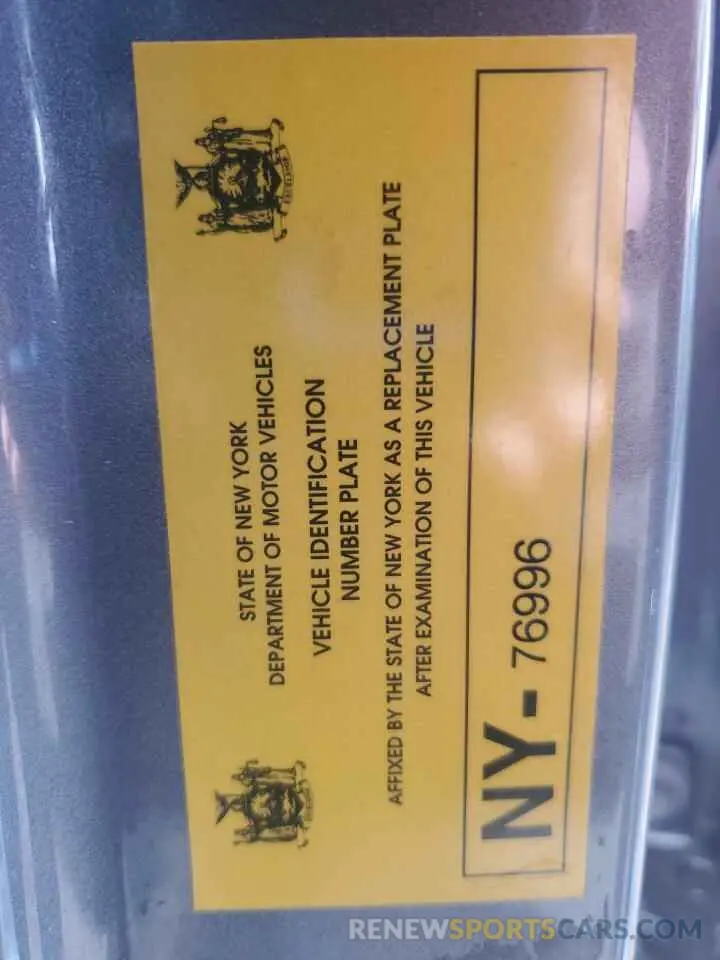 STATE OF NEW YORK
DEPARTMENT OF MOTOR VEHICLES
VEHICLE IDENTIFICATION
NUMBER PLATE
AFFIXED BY THE STATE OF NEW YORK AS A REPLACEMENT PLATE
AFTER EXAMINATION OF THIS VEHICLE
NY- 76996
RENEWSPORTSCARS.COM